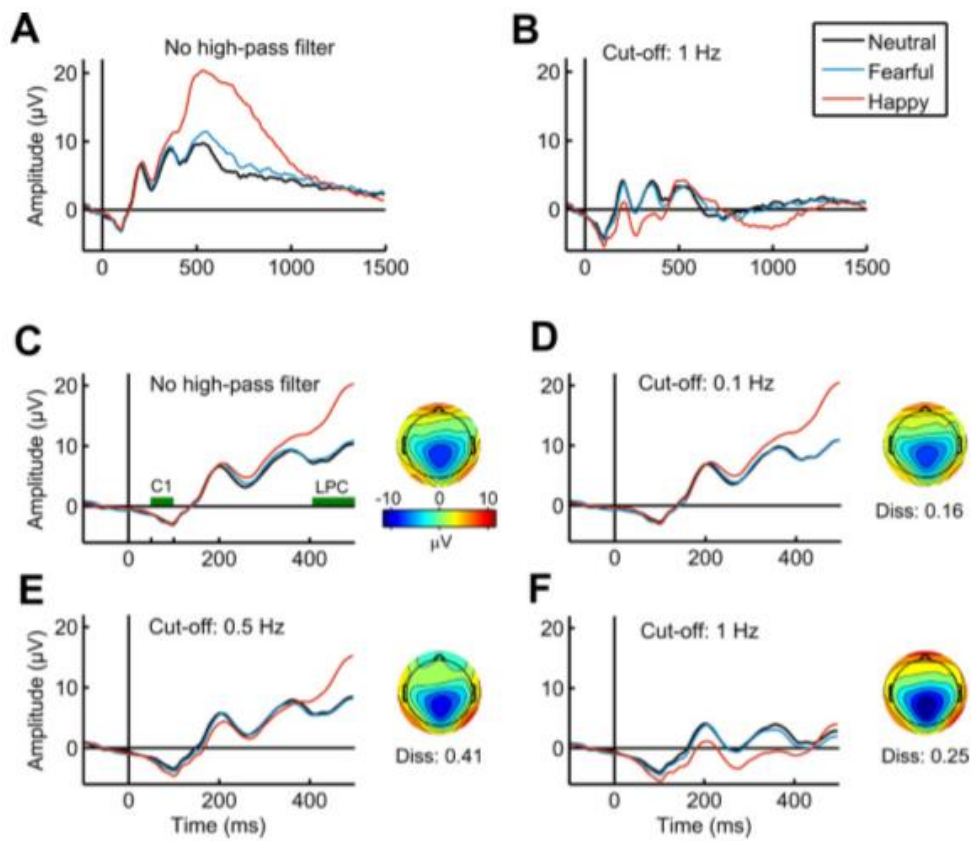 A
No high-pass filter
20
10
0
Amplitude (µV)
0 500 1000 1500
B
Cut-off: 1 Hz
Neutral
Fearful
Happy
20
10
0
0 500 1000 1500
C
No high-pass filter
20
10
0
Amplitude (µV)
C1 LPC
0 200 400
-10 0 10
µV
D
Cut-off: 0.1 Hz
20
10
0
0 200 400
Diss: 0.16
E
Cut-off: 0.5 Hz
20
10
0
Amplitude (µV)
0 200 400
Time (ms)
Diss: 0.41
F
Cut-off: 1 Hz
20
10
0
0 200 400
Time (ms)
Diss: 0.25